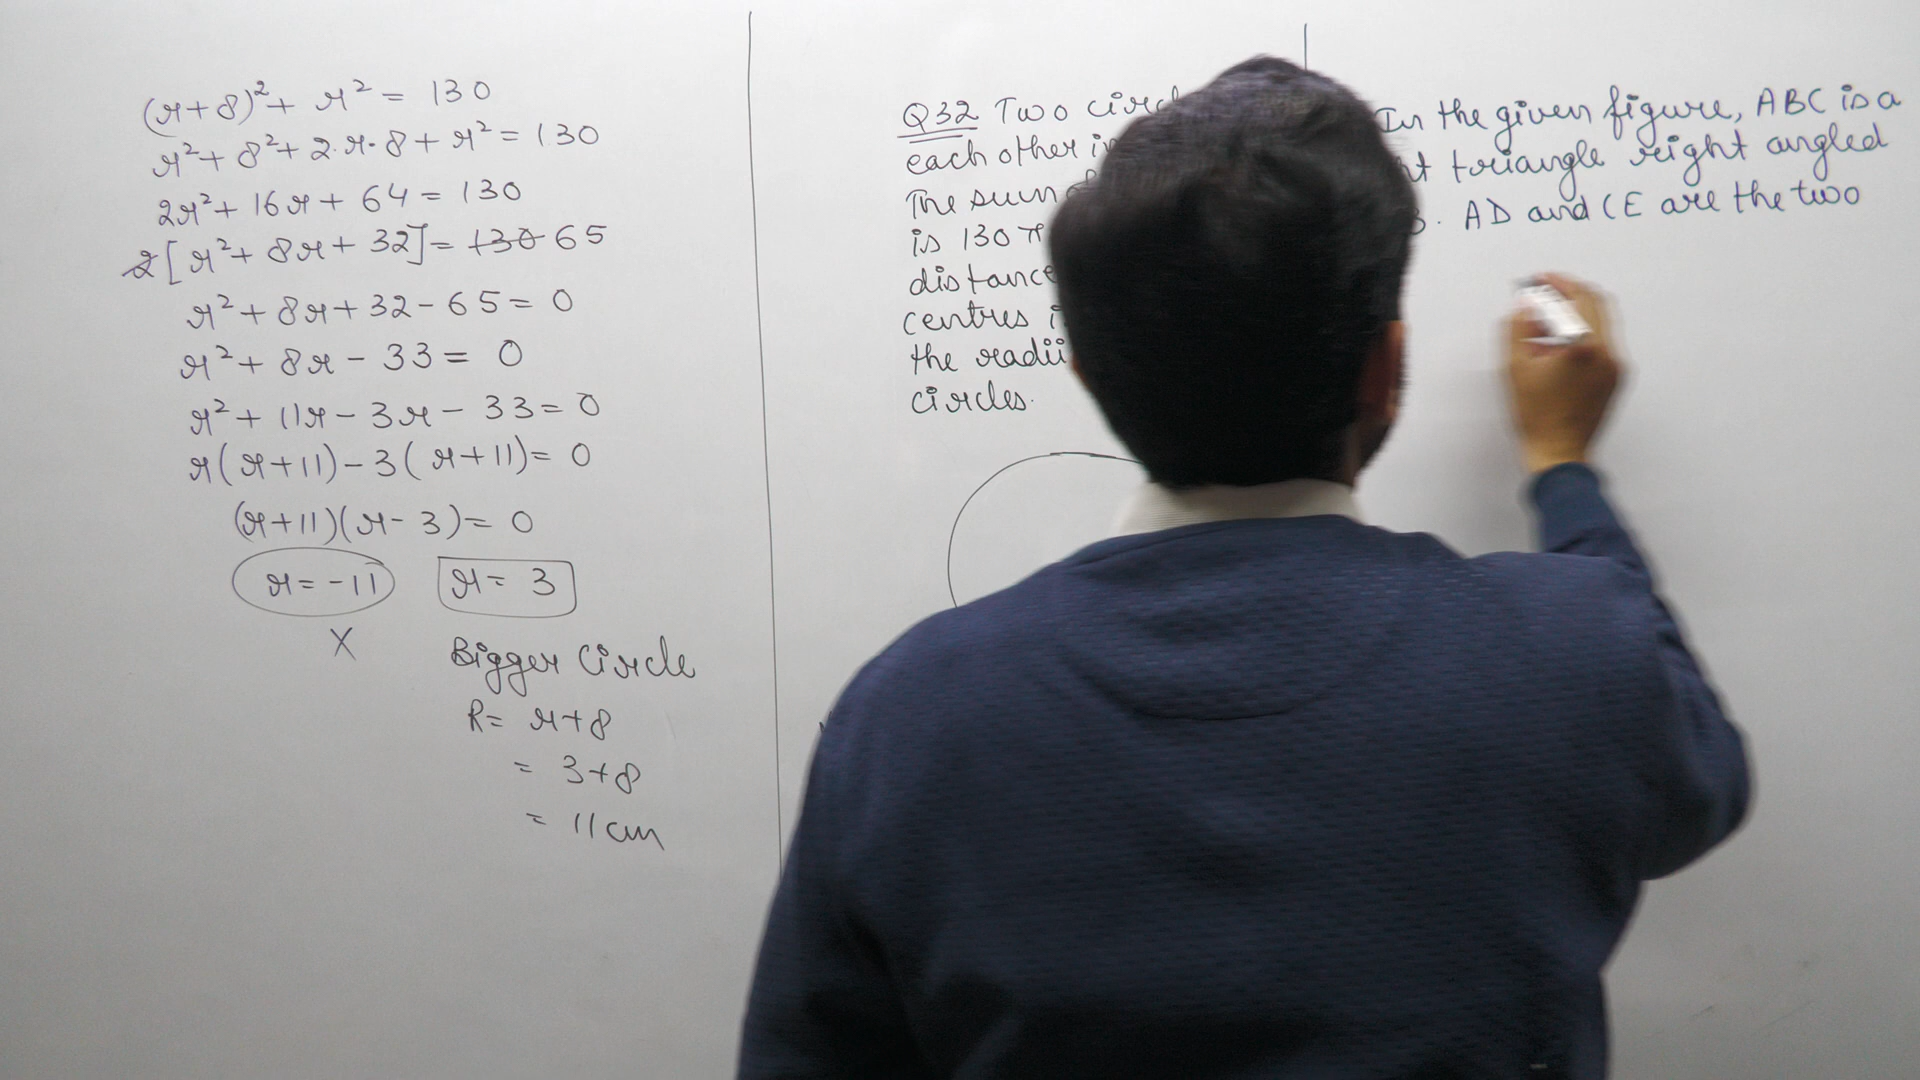 (r+8)²+ r² = 130
r²+ 8²+ 2·r·8 + r² = 130
2r²+ 16r + 64 = 130
2[r²+ 8r + 32] = 130 65
r²+ 8r + 32 - 65 = 0
r²+ 8r - 33 = 0
r²+ 11r - 3r - 33 = 0
r(r+11) - 3(r+11) = 0
(r+11)(r-3) = 0
r = -11 r = 3
X
Bigger Circle
R = r+8
= 3+8
= 11cm
Q32 Two circ
each other i
The sum
is 130 π
distance
centres i
the radii
circles.
In the given figure, ABC is a
ht triangle right angled
B. AD and CE are the two